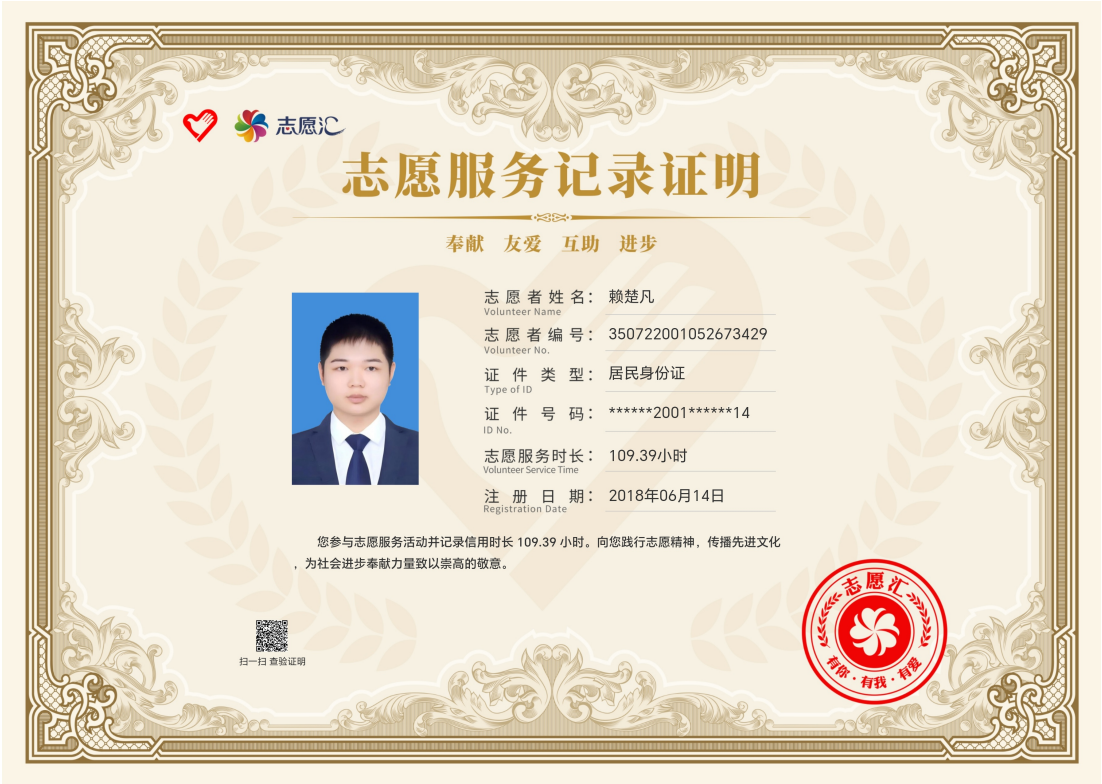 志愿汇
志愿服务记录证明
奉献 友爱 互助 进步
志愿者姓名： 赖楚凡
Volunteer Name
志愿者编号： 350722001052673429
Volunteer No.
证件类型： 居民身份证
Type of ID
证件号码： ******2001******14
ID No.
志愿服务时长： 109.39小时
Volunteer Service Time
注册日期： 2018年06月14日
Registration Date
您参与志愿服务活动并记录信用时长 109.39 小时。向您践行志愿精神，传播先进文化
，为社会进步奉献力量致以崇高的敬意。
扫一扫 查验证明
志愿汇
有你·有我·有爱